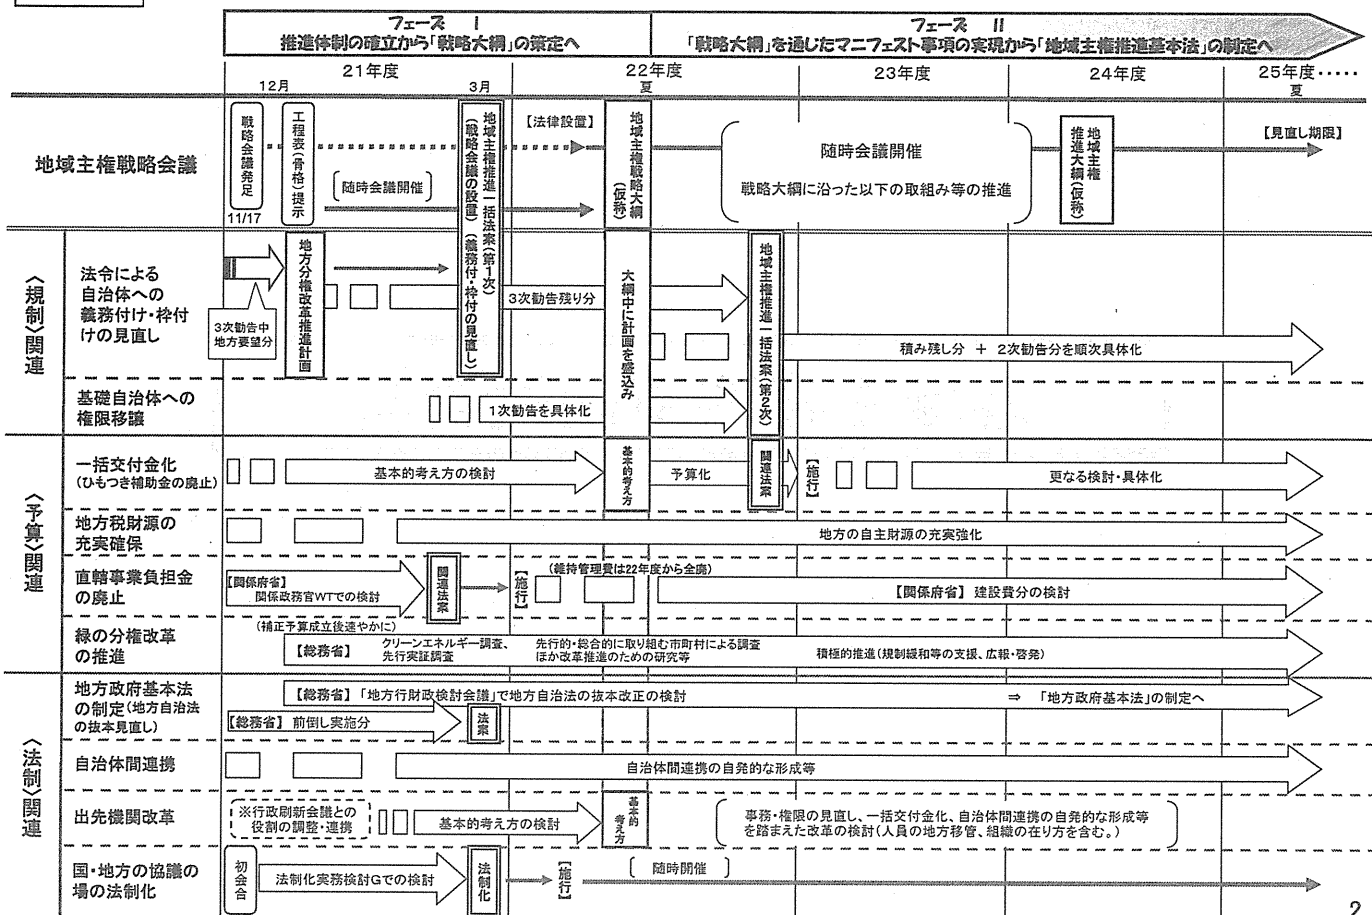 フェーズ Ⅰ
推進体制の確立から「戦略大綱」の策定へ
フェーズ Ⅱ
「戦略大綱」を通じたマニフェスト事項の実現から「地域主権推進基本法」の制定へ
21年度
22年度
23年度
24年度
25年度‥‥‥
12月
3月
夏
夏
地域主権戦略会議
戦略会議発足
11/17
工程表(骨格)提示
[随時会議開催]
地域主権推進一括法案(第1次)
(戦略会議の設置)(義務付・枠付の見直し)
【法律設置】
地域主権戦略大綱
(仮称)
随時会議開催
戦略大綱に沿った以下の取組み等の推進
地域主権
推進大綱(仮称)
【見直し期限】
〈規制〉関連
法令による
自治体への
義務付け・枠付
けの見直し
3次勧告中
地方要望分
地方分権改革推進計画
3次勧告残り分
大綱中に計画を盛込み
地域主権推進一括法案(第2次)
積み残し分 + 2次勧告分を順次具体化
基礎自治体への
権限移譲
1次勧告を具体化
〈予算〉関連
一括交付金化
(ひもつき補助金の廃止)
基本的考え方の検討
基本的考え方
予算化
関連法案
【施行】
更なる検討・具体化
地方税財源の
充実確保
地方の自主財源の充実強化
直轄事業負担金
の廃止
【関係府省】
関係政務官WTでの検討
関連法案
【施行】
(維持管理費は22年度から全廃)
【関係府省】 建設費分の検討
緑の分権改革
の推進
(補正予算成立後速やかに)
【総務省】
クリーンエネルギー調査、
先行実証調査
先行的・総合的に取り組む市町村による調査
ほか改革推進のための研究等
積極的推進(規制緩和等の支援、広報・啓発)
〈法制〉関連
地方政府基本法
の制定(地方自治法
の抜本見直し)
【総務省】「地方行財政検討会議」で地方自治法の抜本改正の検討
⇒ 「地方政府基本法」の制定へ
【総務省】 前倒し実施分
法案
自治体間連携
自治体間連携の自発的な形成等
出先機関改革
※行政刷新会議との
役割の調整・連携
基本的考え方の検討
基本的考え方
事務・権限の見直し、一括交付金化、自治体間連携の自発的な形成等
を踏まえた改革の検討(人員の地方移管、組織の在り方を含む。)
国・地方の協議の
場の法制化
初会合
法制化実務検討Gでの検討
法制化
【施行】
[随時開催]
2